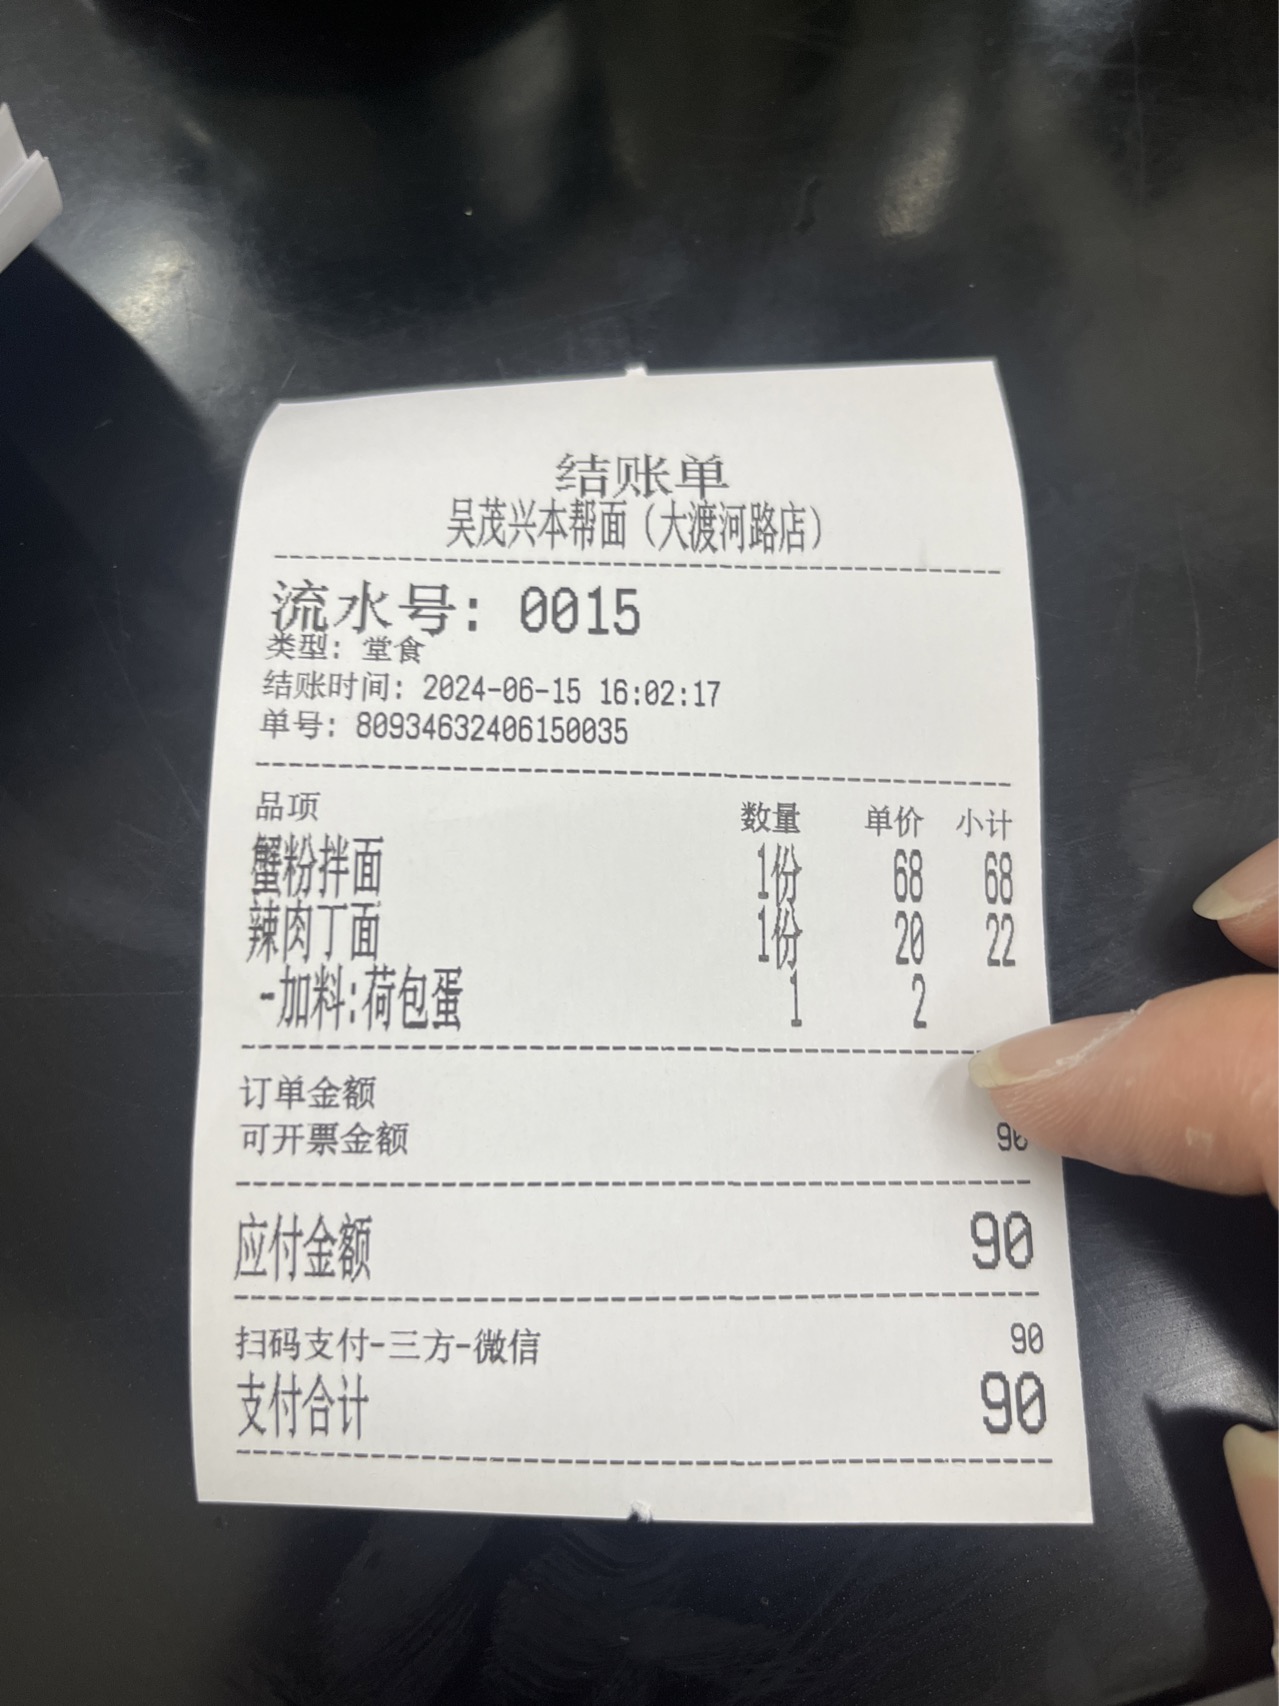 结账单
吴茂兴本帮面（大渡河路店）
流水号: 0015
类型: 堂食
结账时间: 2024-06-15 16:02:17
单号: 80934632406150035
品项 数量 单价 小计
蟹粉拌面 1份 68 68
辣肉丁面 1份 20 22
-加料:荷包蛋 1 2
订单金额
可开票金额 90
应付金额 90
扫码支付-三方-微信 90
支付合计 90